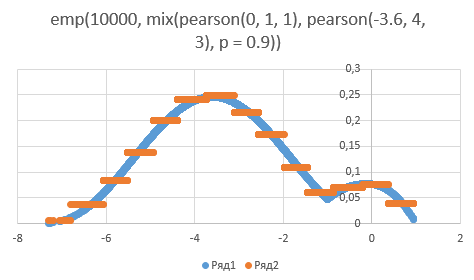 emp(10000, mix(pearson(0, 1, 1), pearson(-3.6, 4,
3), p = 0.9))
0,3
0,25
0,2
0,15
0,1
0,05
0
-8 -6 -4 -2 0 2
Ряд1 Ряд2